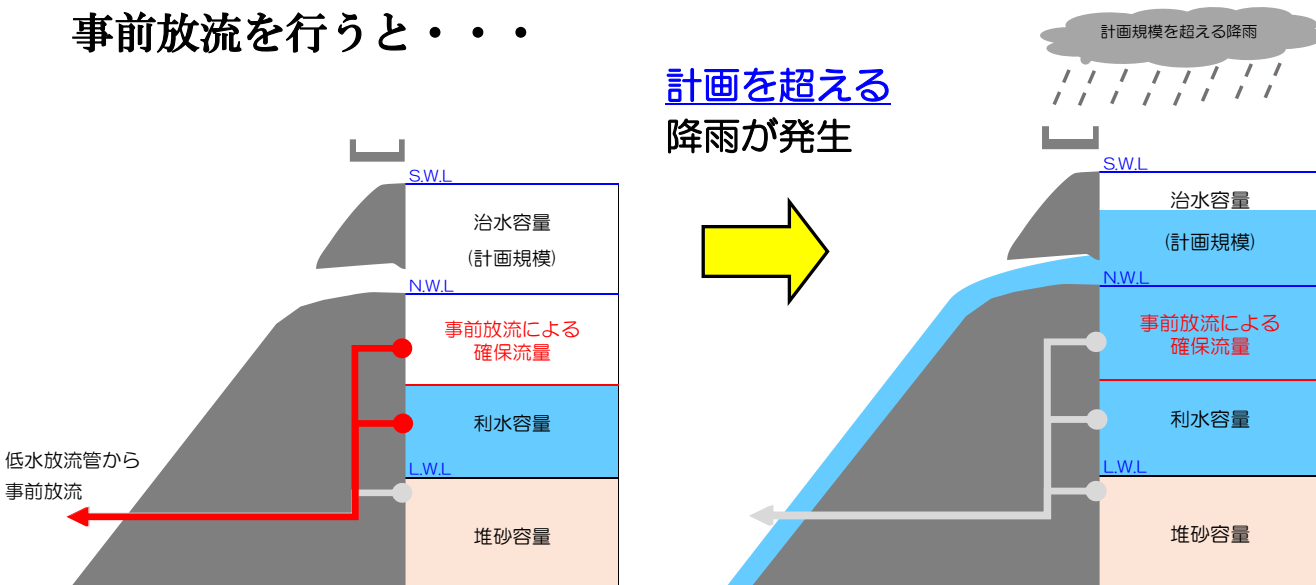 事前放流を行うと・・・
計画規模を超える降雨
計画を超える
降雨が発生
S.W.L
治水容量
(計画規模)
N.W.L
事前放流による
確保流量
利水容量
L.W.L
堆砂容量
低水放流管から
事前放流
S.W.L
治水容量
(計画規模)
N.W.L
事前放流による
確保流量
利水容量
L.W.L
堆砂容量